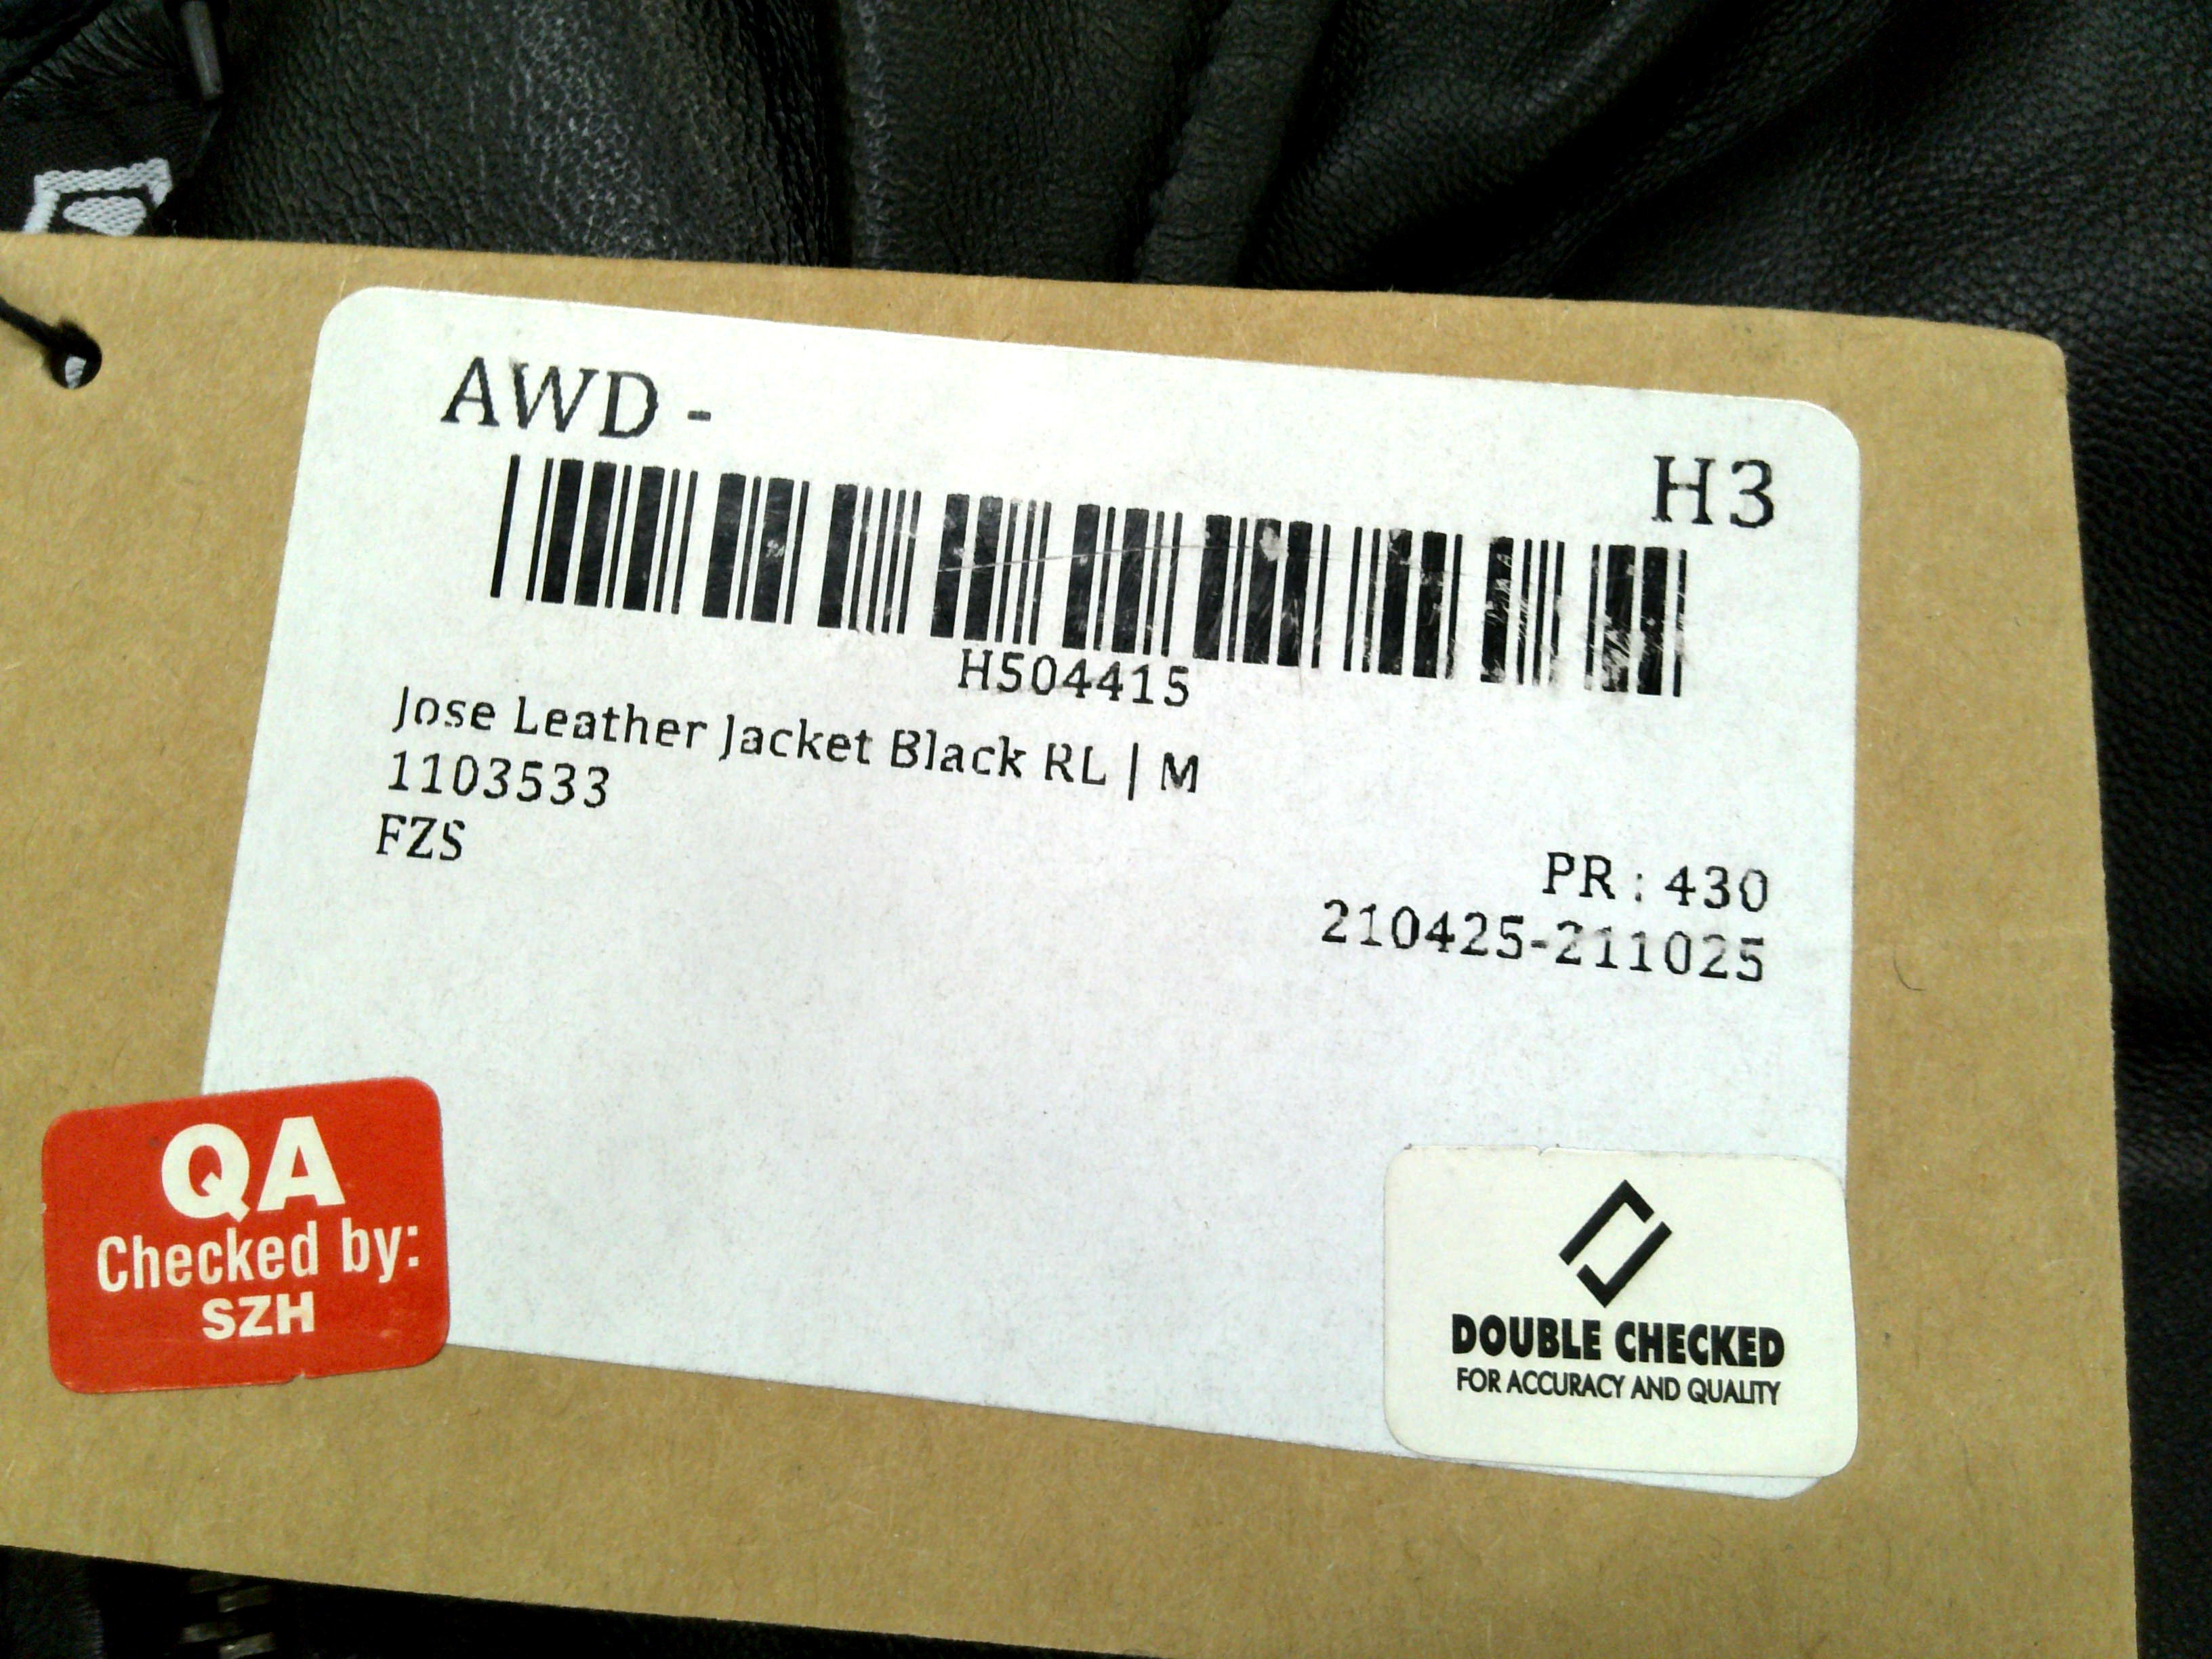 AWD -
H3
H504415
Jose Leather Jacket Black RL | M
1103533
FZS
PR : 430
210425-211025
QA
Checked by:
SZH
DOUBLE CHECKED
FOR ACCURACY AND QUALITY